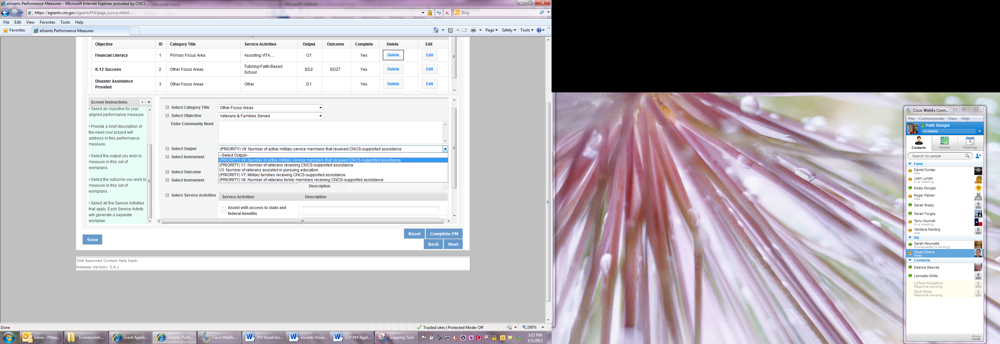 eGrants Performance Measures - Microsoft Internet Explorer provided by CNCS
https://egrants.cns.gov/egrantsPM/page_scrsvp.xhtml
Bing
File Edit View Favorites Tools Help
Favorites
eGrants Performance Measures
Page Safety Tools
Objective ID Category Title Service Activities Output Outcome Complete Delete Edit
Financial Literacy 1 Primary Focus Area Assisting VITA, ... O1 Yes Delete Edit
K-12 Success 2 Other Focus Areas Tutoring-Faith-Based School ED2 ED27 Yes Delete Edit
Disaster Assistance Provided 3 Other Focus Areas Other D1 Yes Delete Edit
Screen Instructions
• Select an objective for your
aligned performance measure.
• Provide a brief description of
the need your project will
address in this performance
measure.
• Select the output you wish to
measure in this set of
workplans.
• Select the outcome you wish to
measure in this set of
workplans.
• Select all the Service Activities
that apply. Each Service Activity
will generate a separate
workplan.
Select Category Title Other Focus Areas
Select Objective Veterans & Families Served
Enter Community Need
Select Output (PRIORITY) V9: Number of active military service members that received CNCS-supported assistance
--Select Output--
(PRIORITY) V9: Number of active military service members that received CNCS-supported assistance
(PRIORITY) V1: Number of veterans receiving CNCS-supported assistance
V3: Number of veterans assisted in pursuing education.
(PRIORITY) V7: Military families receiving CNCS-supported assistance
(PRIORITY) V8: Number of veterans family members receiving CNCS-supported assistance
Select Instrument
Select Outcome
Select Instrument
Description
Select Service Activities
Service Activities Description
Assist with access to state and
federal benefits
Save
Reset Complete PM
Back Next
508 Approved Contact Help Desk
Release Version: 5.4.1
Done
Trusted sites | Protected Mode: Off
100%
Inbox - PSten...
S:\everyone\...
Grant Applic...
eGrants Perfo...
Cisco WebEx ...
PM Visual Ins...
eGrants Visua...
SCP PM Appl...
Snipping Tool
3:22 PM
3/5/2013
Cisco WebEx Conn...
File Communicate View Help
Patti Stengel
Available
5
Contacts Spaces Meetings
Search for people
Field
Daniel Dunlap
Idle
Josh Lyman
In a meeting
Kirsty Morgan
Roger Palmer
Idle
Sarah Brady
Sarah Forgey
Terry Gunnell
In a meeting
Ventana Harding
Idle
HQ
Sarah Reynolds
Snowquester is coming!
Stuart Shave
Away
Contacts
Deanne Reeves
Lennette White
LaToya Kirkpatrick
Response pending
Zach Rhein
Response pending
CISCO